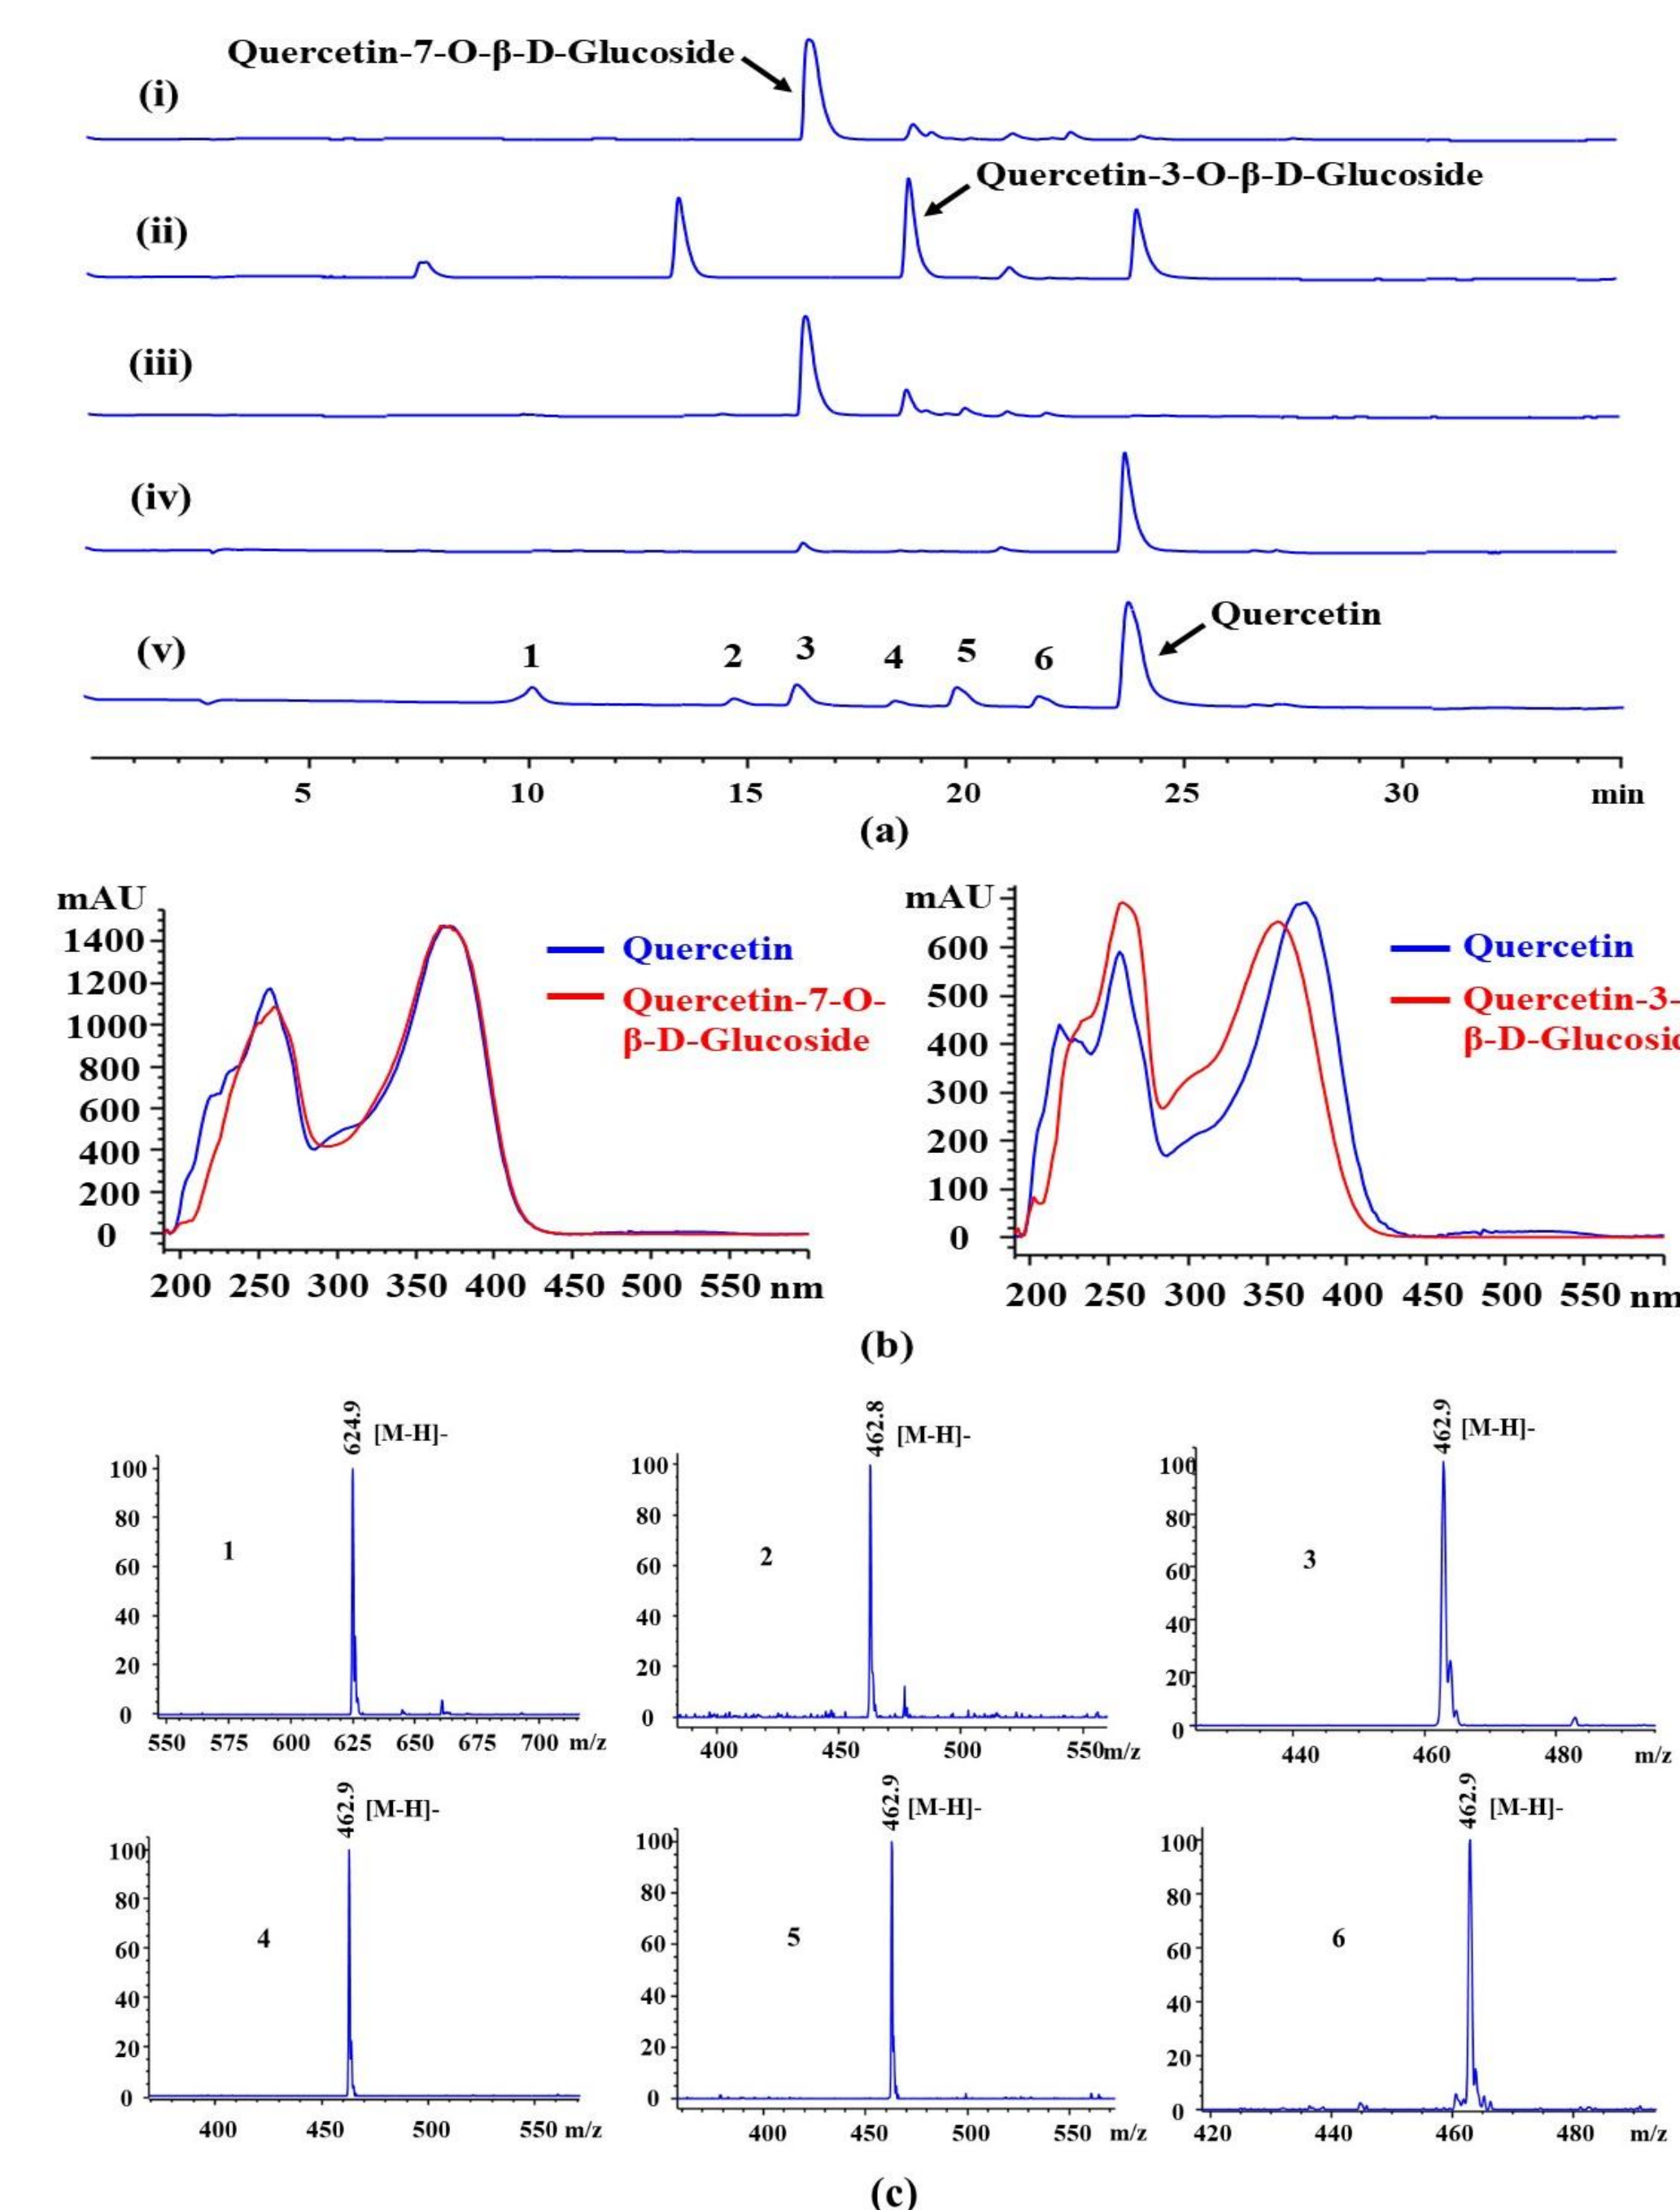 Quercetin-7-O-β-D-Glucoside
(i)
Quercetin-3-O-β-D-Glucoside
(ii)
(iii)
(iv)
Quercetin
(v)
1 2 3 4 5 6
5 10 15 20 25 30 min
(a)
mAU
1400
1200
1000
800
600
400
200
0
200 250 300 350 400 450 500 550 nm
Quercetin
Quercetin-7-O-
β-D-Glucoside
mAU
600
500
400
300
200
100
0
200 250 300 350 400 450 500 550 nm
Quercetin
Quercetin-3-
β-D-Glucosid
(b)
624.9 [M-H]-
100
80
60
40
20
0
1
550 575 600 625 650 675 700 m/z
462.8 [M-H]-
100
80
60
40
20
0
2
400 450 500 550 m/z
462.9 [M-H]-
100
80
60
40
20
0
3
440 460 480 m/z
462.9 [M-H]-
100
80
60
40
20
0
4
400 450 500 550 m/z
462.9 [M-H]-
100
80
60
40
20
0
5
400 450 500 550 m/z
462.9 [M-H]-
100
80
60
40
20
0
6
420 440 460 480 m/z
(c)